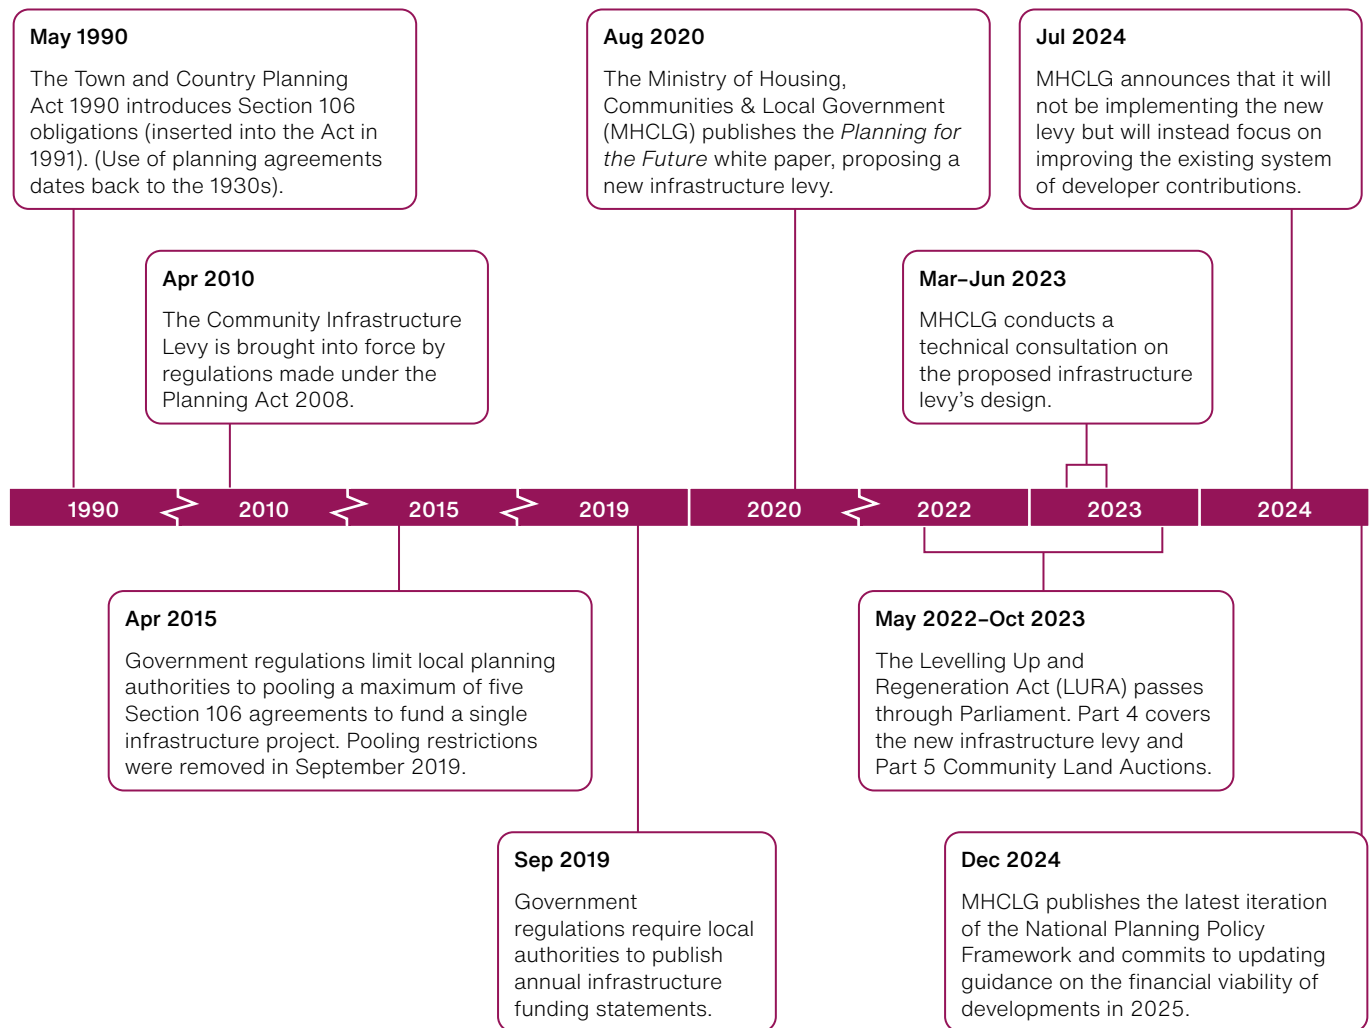 May 1990
The Town and Country Planning
Act 1990 introduces Section 106
obligations (inserted into the Act in
1991). (Use of planning agreements
dates back to the 1930s).
Aug 2020
The Ministry of Housing,
Communities & Local Government
(MHCLG) publishes the Planning for
the Future white paper, proposing a
new infrastructure levy.
Jul 2024
MHCLG announces that it will
not be implementing the new
levy but will instead focus on
improving the existing system
of developer contributions.
Apr 2010
The Community Infrastructure
Levy is brought into force by
regulations made under the
Planning Act 2008.
Mar–Jun 2023
MHCLG conducts a
technical consultation on
the proposed infrastructure
levy's design.
1990 2010 2015 2019 2020 2022 2023 2024
Apr 2015
Government regulations limit local planning
authorities to pooling a maximum of five
Section 106 agreements to fund a single
infrastructure project. Pooling restrictions
were removed in September 2019.
May 2022–Oct 2023
The Levelling Up and
Regeneration Act (LURA) passes
through Parliament. Part 4 covers
the new infrastructure levy and
Part 5 Community Land Auctions.
Sep 2019
Government
regulations require local
authorities to publish
annual infrastructure
funding statements.
Dec 2024
MHCLG publishes the latest iteration
of the National Planning Policy
Framework and commits to updating
guidance on the financial viability of
developments in 2025.